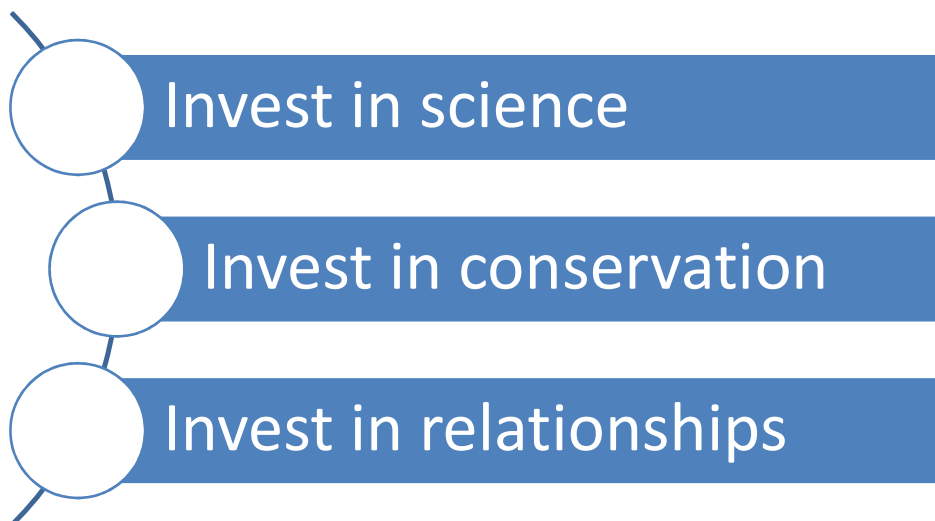 Invest in science
Invest in conservation
Invest in relationships